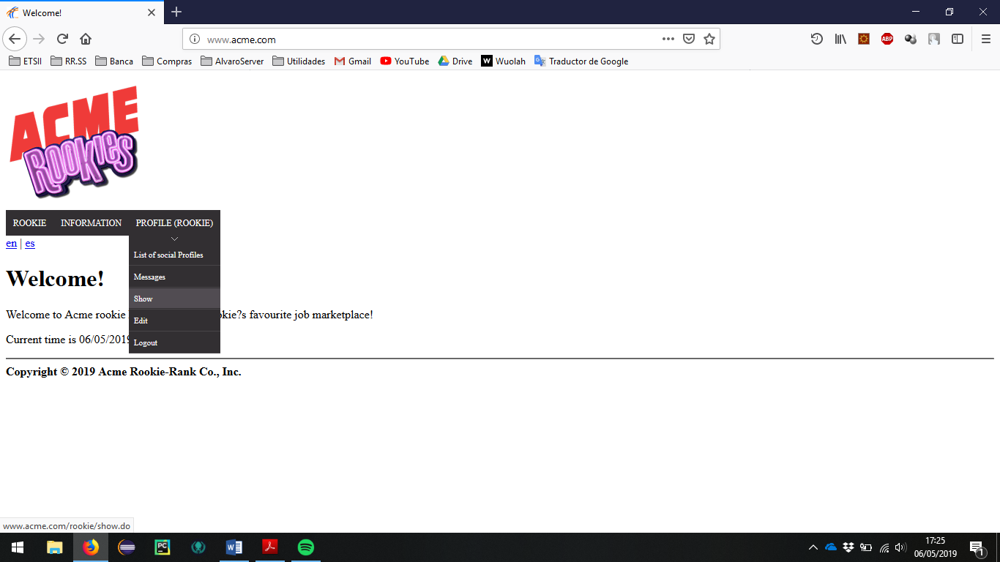 Welcome!
www.acme.com
ETSII RR.SS Banca Compras AlvaroServer Utilidades Gmail YouTube Drive Wuolah Traductor de Google
ABP
W
ACME
ROOKIES
ROOKIE INFORMATION PROFILE (ROOKIE)
en | es
List of social Profiles
Messages
Show
Edit
Logout
Welcome!
Welcome to Acme rookie okie?s favourite job marketplace!
Current time is 06/05/2019
Copyright © 2019 Acme Rookie-Rank Co., Inc.
www.acme.com/rookie/show.do
PC
W
17:25
06/05/2019
1